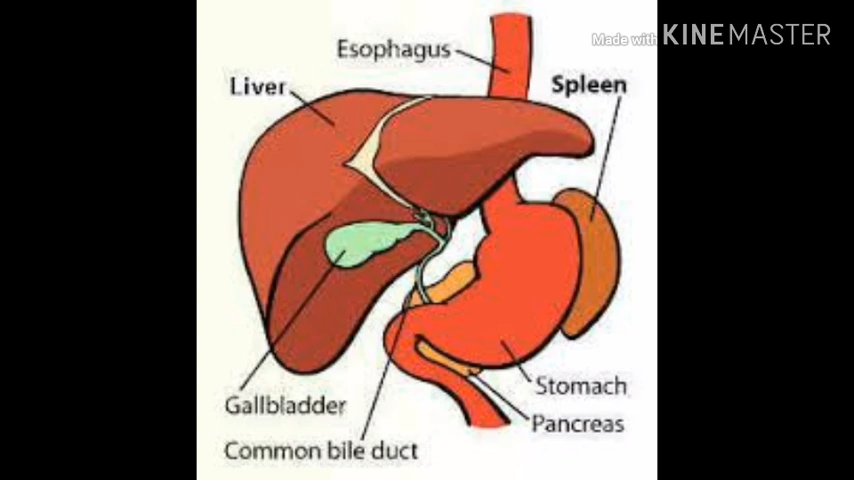 Made with KINEMASTER
Esophagus
Liver
Spleen
Gallbladder
Stomach
Pancreas
Common bile duct